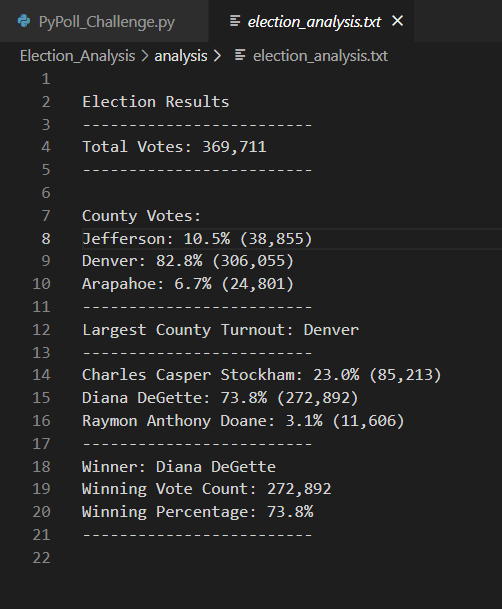 PyPoll_Challenge.py election_analysis.txt ×
Election_Analysis > analysis > election_analysis.txt
1
2 Election Results
3 -------------------------
4 Total Votes: 369,711
5 -------------------------
6
7 County Votes:
8 Jefferson: 10.5% (38,855)
9 Denver: 82.8% (306,055)
10 Arapahoe: 6.7% (24,801)
11 -------------------------
12 Largest County Turnout: Denver
13 -------------------------
14 Charles Casper Stockham: 23.0% (85,213)
15 Diana DeGette: 73.8% (272,892)
16 Raymon Anthony Doane: 3.1% (11,606)
17 -------------------------
18 Winner: Diana DeGette
19 Winning Vote Count: 272,892
20 Winning Percentage: 73.8%
21 -------------------------
22